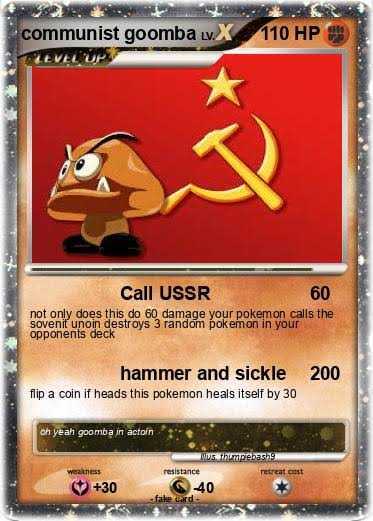 communist goomba LV.X 110 HP
LEVEL-UP
Call USSR 60
not only does this do 60 damage your pokemon calls the
sovenit unoin destroys 3 random pokemon in your
opponents deck
hammer and sickle 200
flip a coin if heads this pokemon heals itself by 30
oh yeah goomba in actoin
Illus. thumpiebash9
weakness resistance retreat cost
+30 -40
- fake card -